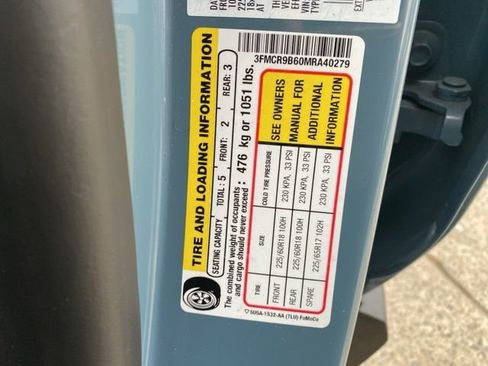 3FMCR9B60MRA40279
TIRE AND LOADING INFORMATION
SEATING CAPACITY TOTAL: 5 FRONT: 2 REAR: 3
The combined weight of occupants
and cargo should never exceed: 476 kg or 1051 lbs.
TIRE SIZE COLD TIRE PRESSURE
FRONT 225/60R18 100H 230 KPA, 33 PSI
REAR 225/60R18 100H 230 KPA, 33 PSI
SPARE 225/65R17 102H 230 KPA, 33 PSI
SEE OWNERS
MANUAL FOR
ADDITIONAL
INFORMATION
5U5A-1532-AA (TLU) FoMoCo